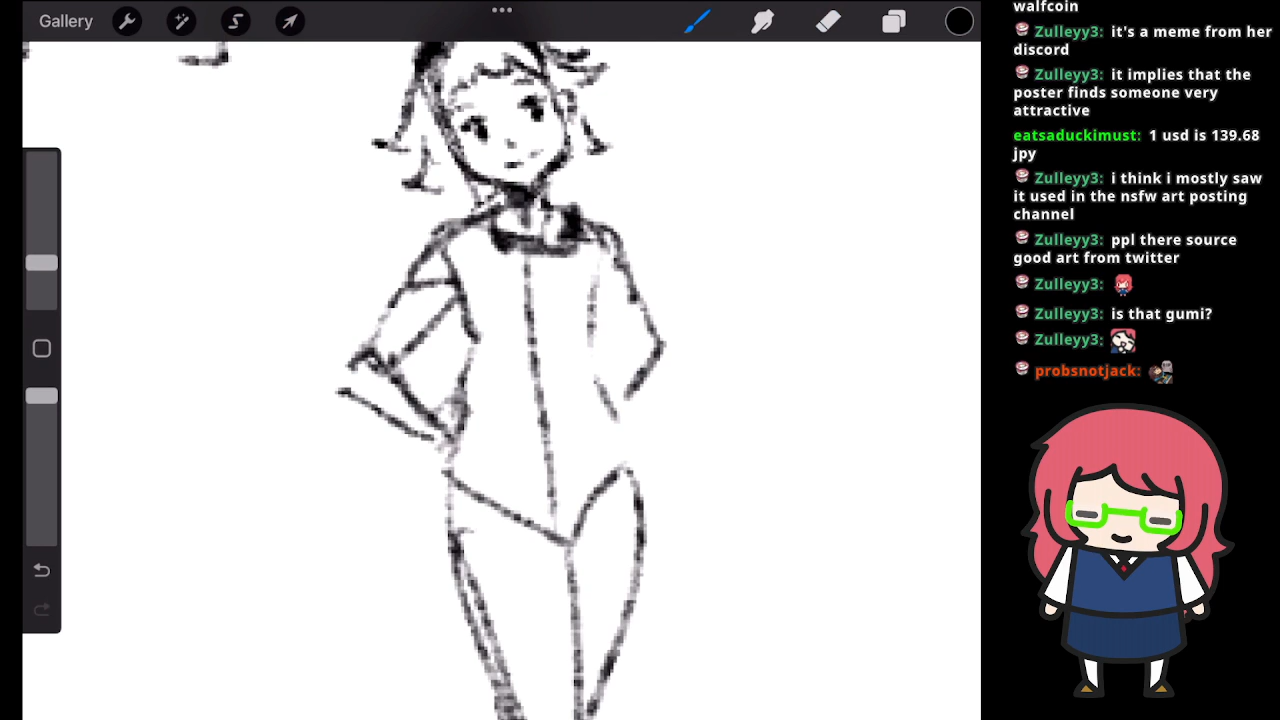 Gallery
walfcoin
Zulleyy3: it's a meme from her
discord
Zulleyy3: it implies that the
poster finds someone very
attractive
eatsaduckimust: 1 usd is 139.68
jpy
Zulleyy3: i think i mostly saw
it used in the nsfw art posting
channel
Zulleyy3: ppl there source
good art from twitter
Zulleyy3:
Zulleyy3: is that gumi?
Zulleyy3:
probsnotjack: